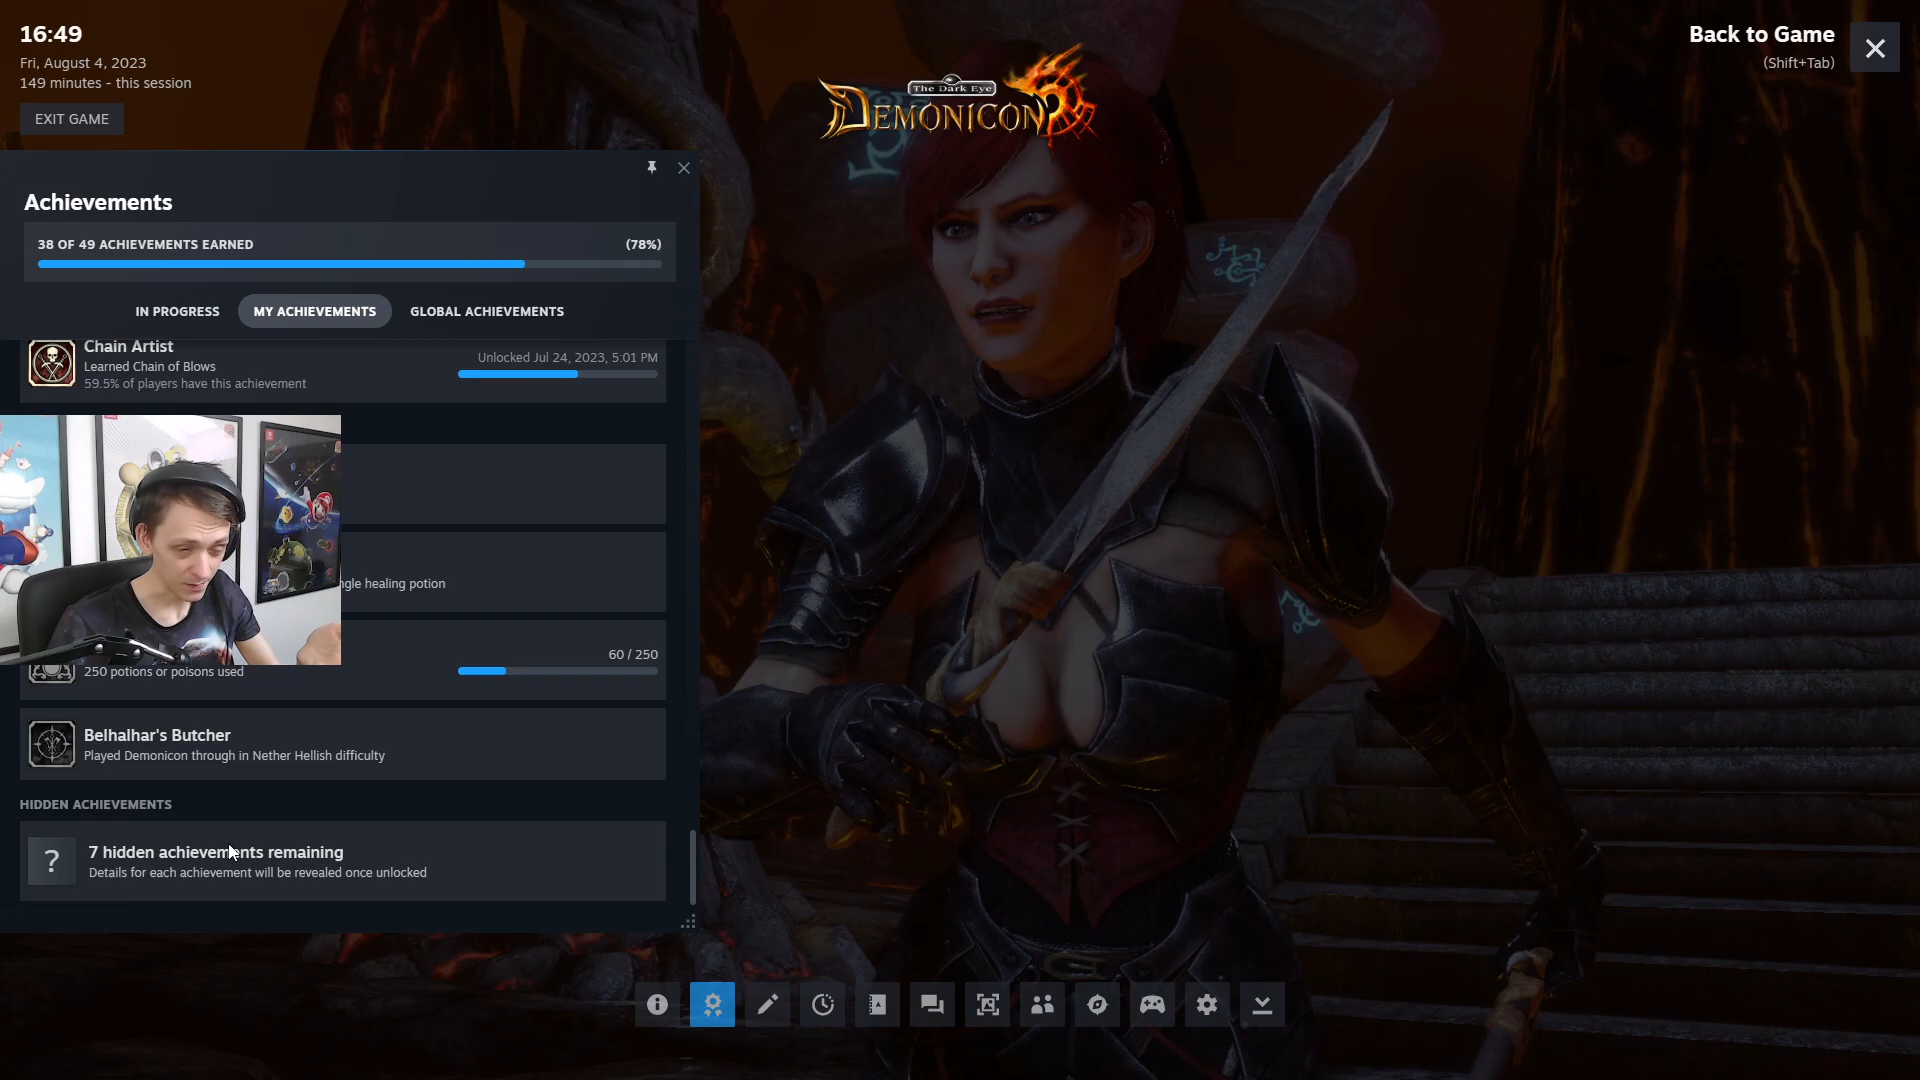 16:49
Fri, August 4, 2023
149 minutes - this session
EXIT GAME
Back to Game
(Shift+Tab)
The Dark Eye
DEMONICON
Achievements
38 OF 49 ACHIEVEMENTS EARNED
(78%)
IN PROGRESS
MY ACHIEVEMENTS
GLOBAL ACHIEVEMENTS
Chain Artist
Learned Chain of Blows
59.5% of players have this achievement
Unlocked Jul 24, 2023, 5:01 PM
healing potion
60 / 250
250 potions or poisons used
Belhalhar's Butcher
Played Demonicon through in Nether Hellish difficulty
HIDDEN ACHIEVEMENTS
?
7 hidden achievements remaining
Details for each achievement will be revealed once unlocked